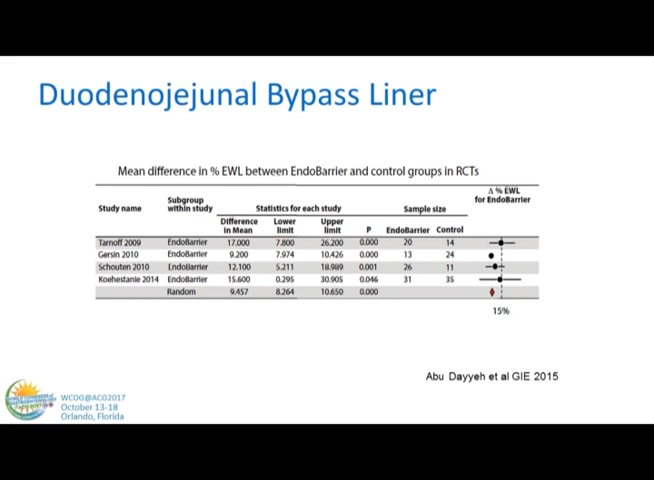 Duodenojejunal Bypass Liner
Mean difference in % EWL between EndoBarrier and control groups in RCTs
Study name Subgroup within study Statistics for each study Sample size Δ % EWL for EndoBarrier
Difference in Mean Lower limit Upper limit P EndoBarrier Control
Tarnoff 2009 EndoBarrier 17.000 7.800 26.200 0.000 20 14
Gersin 2010 EndoBarrier 9.200 7.974 10.426 0.000 13 24
Schouten 2010 EndoBarrier 12.100 5.211 18.989 0.001 26 11
Koehestanie 2014 EndoBarrier 15.600 0.295 30.905 0.046 31 35
Random 9.457 8.264 10.650 0.000
15%
Abu Dayyeh et al GIE 2015
WCOG@ACG2017
October 13-18
Orlando, Florida